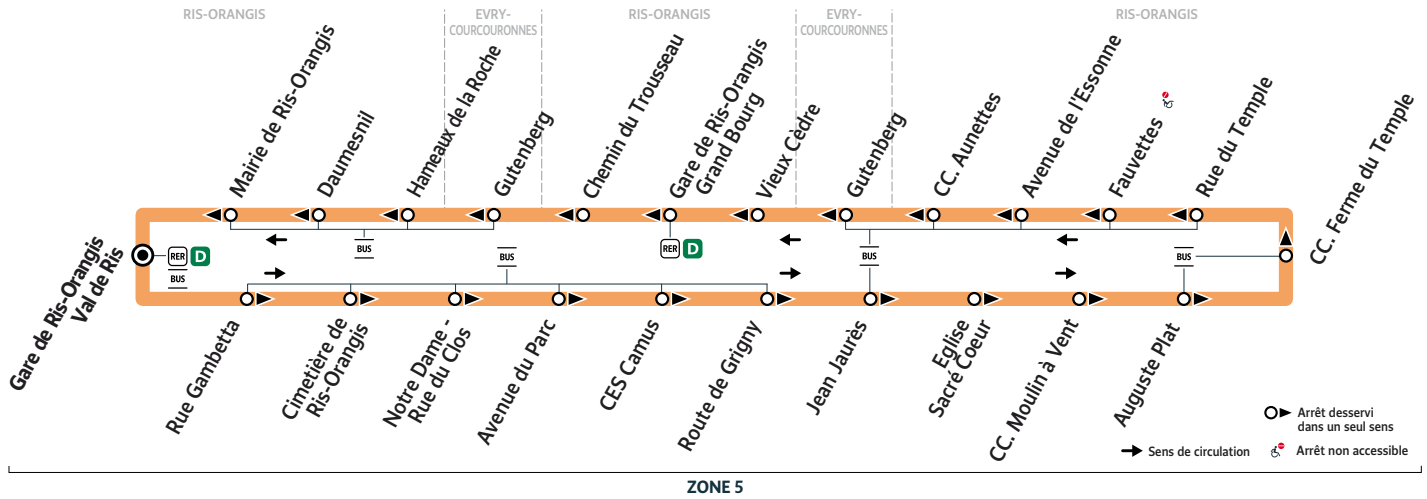 RIS-ORANGIS
EVRY-
COURCOURONNES
RIS-ORANGIS
EVRY-
COURCOURONNES
RIS-ORANGIS
Mairie de Ris-Orangis
Daumesnil
Hameaux de la Roche
Gutenberg
Chemin du Trousseau
Gare de Ris-Orangis
Grand Bourg
Vieux Cèdre
Gutenberg
CC. Aunettes
Avenue de l'Essonne
Fauvettes
Rue du Temple
CC. Ferme du Temple
Gare de Ris-Orangis
Val de Ris
RER D
BUS
BUS
BUS
RER D
BUS
BUS
Rue Gambetta
Cimetière de
Ris-Orangis
Notre Dame -
Rue du Clos
Avenue du Parc
CES Camus
Route de Grigny
Jean Jaurès
Eglise
Sacré Coeur
CC. Moulin à Vent
Auguste Plat
Arrêt desservi
dans un seul sens
Sens de circulation
Arrêt non accessible
ZONE 5